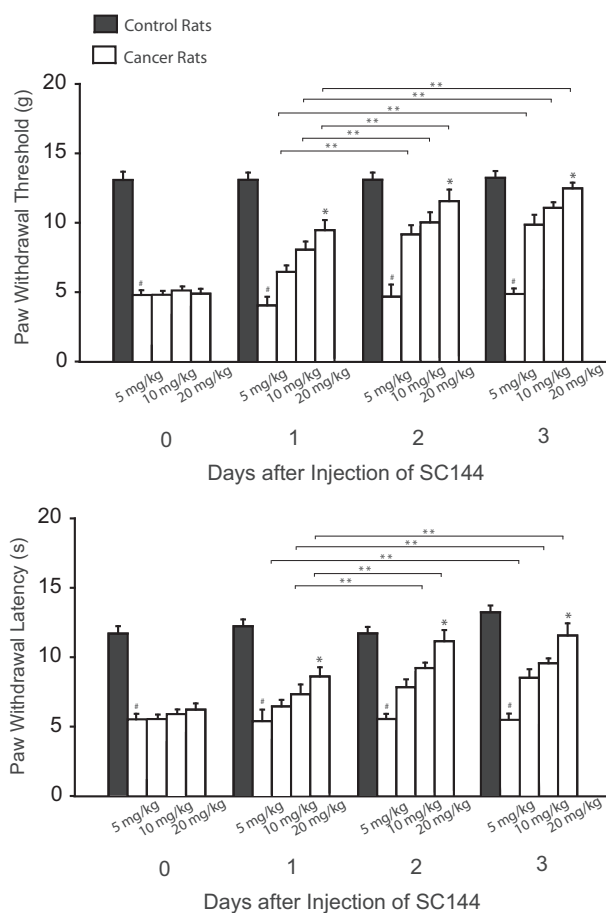 Control Rats
Cancer Rats
Paw Withdrawal Threshold (g)
20
15
10
5
0
**
**
**
**
**
**
# * # * # *
#
5 mg/kg 10 mg/kg 20 mg/kg 5 mg/kg 10 mg/kg 20 mg/kg 5 mg/kg 10 mg/kg 20 mg/kg 5 mg/kg 10 mg/kg 20 mg/kg
0 1 2 3
Days after Injection of SC144
Paw Withdrawal Latency (s)
20
15
10
5
0
**
**
**
**
**
# * # * # *
#
5 mg/kg 10 mg/kg 20 mg/kg 5 mg/kg 10 mg/kg 20 mg/kg 5 mg/kg 10 mg/kg 20 mg/kg 5 mg/kg 10 mg/kg 20 mg/kg
0 1 2 3
Days after Injection of SC144